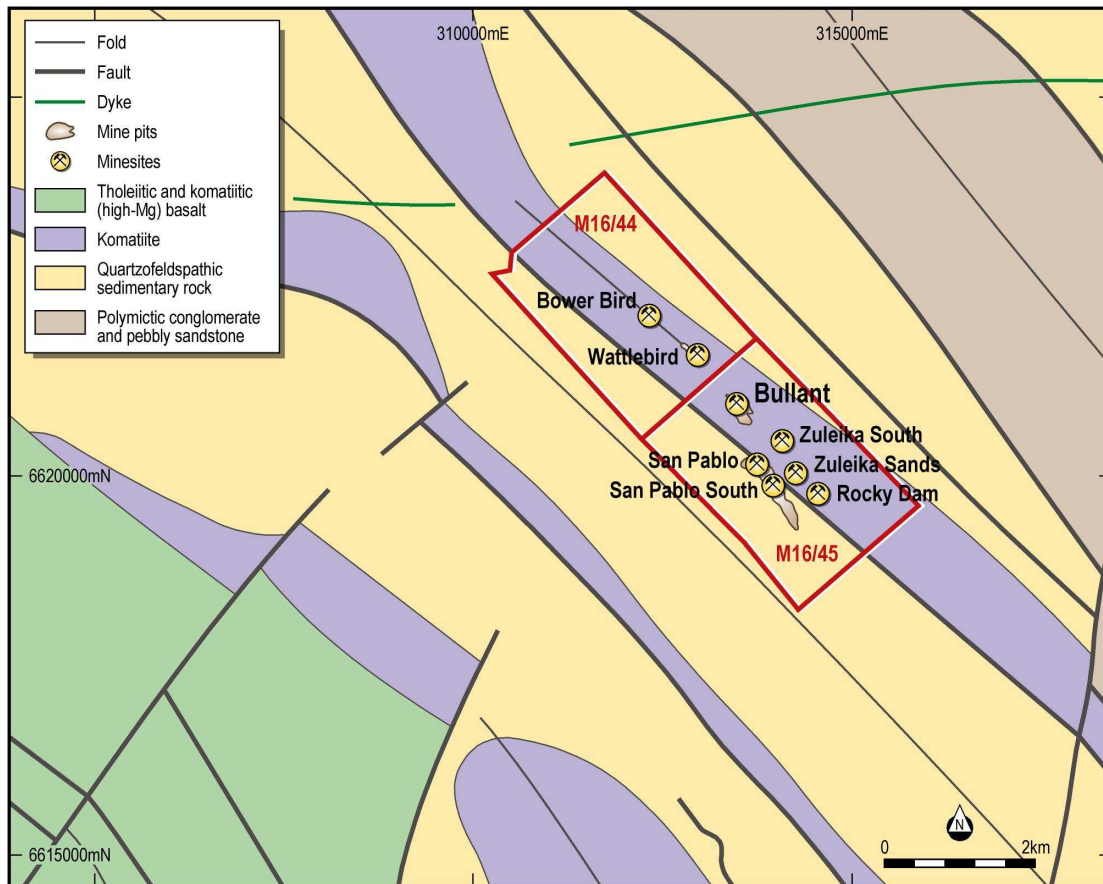 310000mE
315000mE
Fold
Fault
Dyke
Mine pits
Minesites
Tholeiitic and komatiitic
(high-Mg) basalt
Komatiite
Quartzofeldspathic
sedimentary rock
Polymictic conglomerate
and pebbly sandstone
M16/44
Bower Bird
Wattlebird
Bullant
Zuleika South
San Pablo
Zuleika Sands
San Pablo South
Rocky Dam
6620000mN
M16/45
N
6615000mN
0
2km